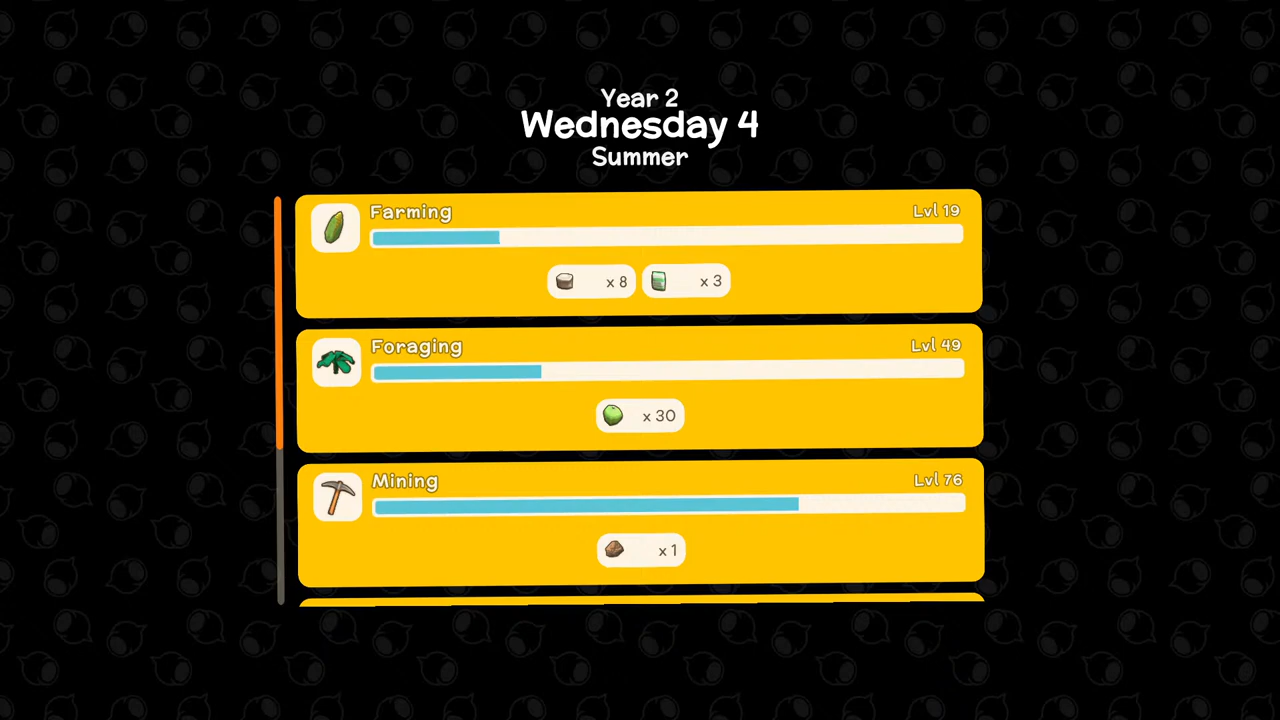 Year 2
Wednesday 4
Summer
Farming Lvl 19
x 8 x 3
Foraging Lvl 49
x 30
Mining Lvl 76
x 1